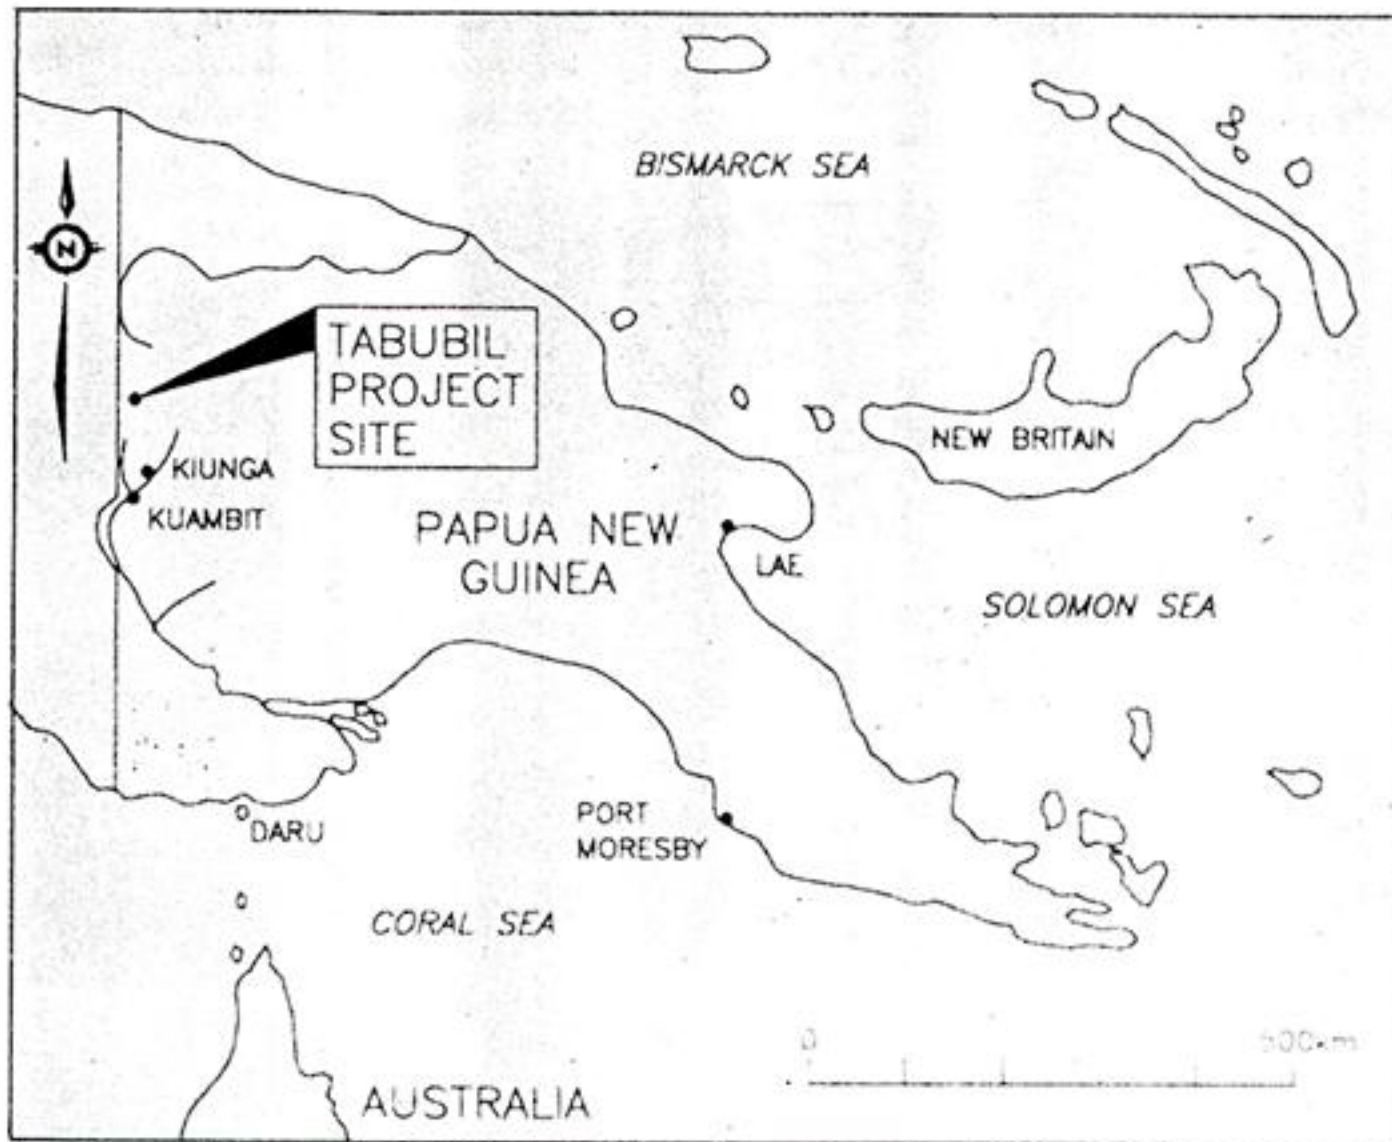 BISMARCK SEA
N
TABUBIL
PROJECT
SITE
NEW BRITAIN
KIUNGA
KUAMBIT
PAPUA NEW
GUINEA
LAE
SOLOMON SEA
DARU
PORT
MORESBY
CORAL SEA
0
AUSTRALIA